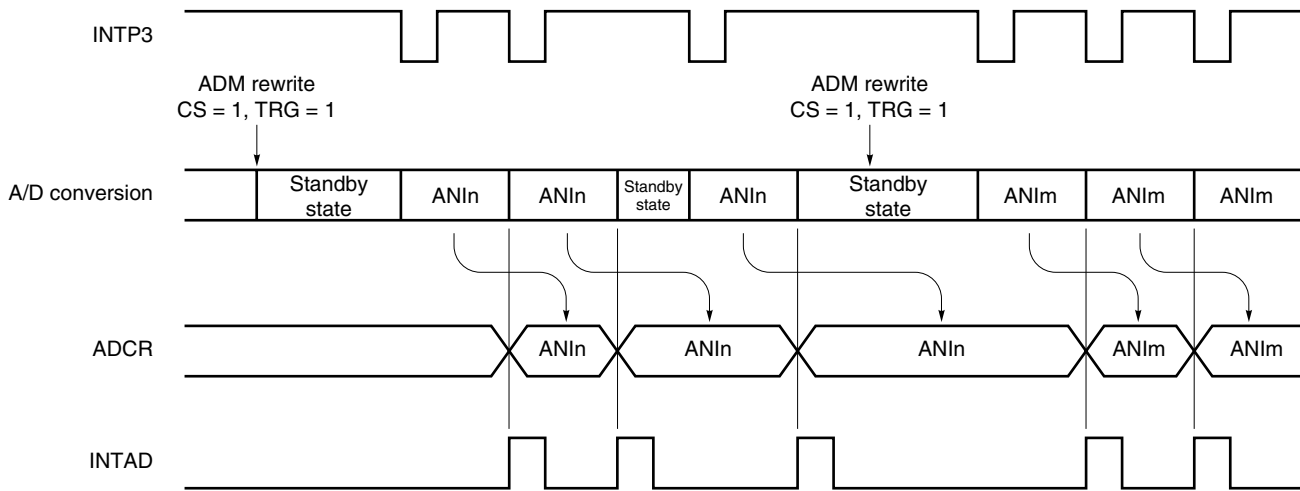 INTP3
ADM rewrite
CS = 1, TRG = 1
ADM rewrite
CS = 1, TRG = 1
A/D conversion
Standby
state
ANIn
ANIn
Standby
state
ANIn
Standby
state
ANIm
ANIm
ANIm
ADCR
ANIn
ANIn
ANIn
ANIm
ANIm
INTAD